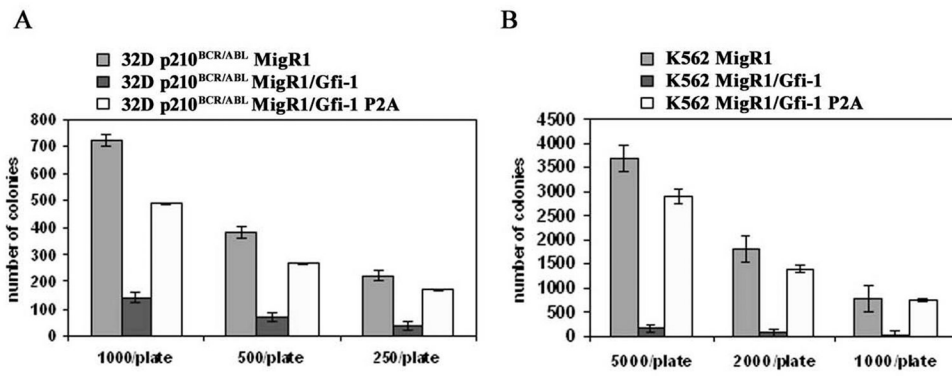 A
32D p210BCR/ABL MigR1
32D p210BCR/ABL MigR1/Gfi-1
32D p210BCR/ABL MigR1/Gfi-1 P2A
number of colonies
800
700
600
500
400
300
200
100
0
1000/plate
500/plate
250/plate
B
K562 MigR1
K562 MigR1/Gfi-1
K562 MigR1/Gfi-1 P2A
number of colonies
4500
4000
3500
3000
2500
2000
1500
1000
500
0
5000/plate
2000/plate
1000/plate